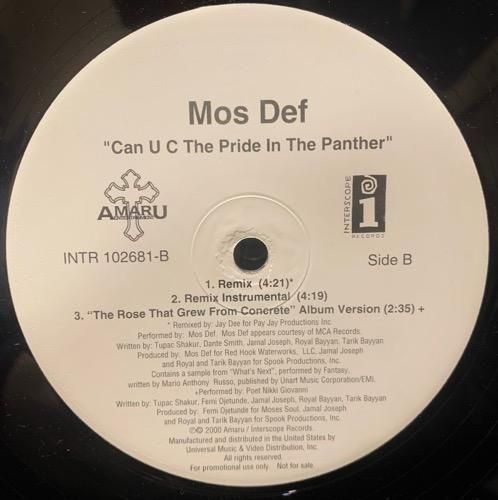 Mos Def
"Can U C The Pride In The Panther"
AMARU
ENTERTAINMENT
INTERSCOPE
RECORDS
INTR 102681-B
Side B
1. Remix (4:21)*
2. Remix Instrumental (4:19)
3. "The Rose That Grew From Concrete" Album Version (2:35) +
* Remixed by: Jay Dee for Pay Jay Productions Inc.
Performed by: Mos Def. Mos Def appears courtesy of MCA Records.
Written by: Tupac Shakur, Dante Smith, Jamal Joseph, Royal Bayyan, Tarik Bayyan
Produced by: Mos Def for Red Hook Waterworks, LLC, Jamal Joseph
and Royal and Tarik Bayyan for Spook Productions, Inc.
Contains a sample from "What's Next", performed by Fantasy,
written by Mario Anthony Russo, published by Unart Music Corporation/EMI.
+Performed by: Poet Nikki Giovanni
Written by: Tupac Shakur, Femi Ojetunde, Jamal Joseph, Royal Bayyan, Tarik Bayyan
Produced by: Femi Ojetunde for Moses Soul, Jamal Joseph
and Royal and Tarik Bayyan for Spook Productions, Inc.
℗© 2000 Amaru / Interscope Records.
Manufactured and distributed in the United States by
Universal Music & Video Distribution, Inc.
All rights reserved.
For promotional use only. Not for sale.